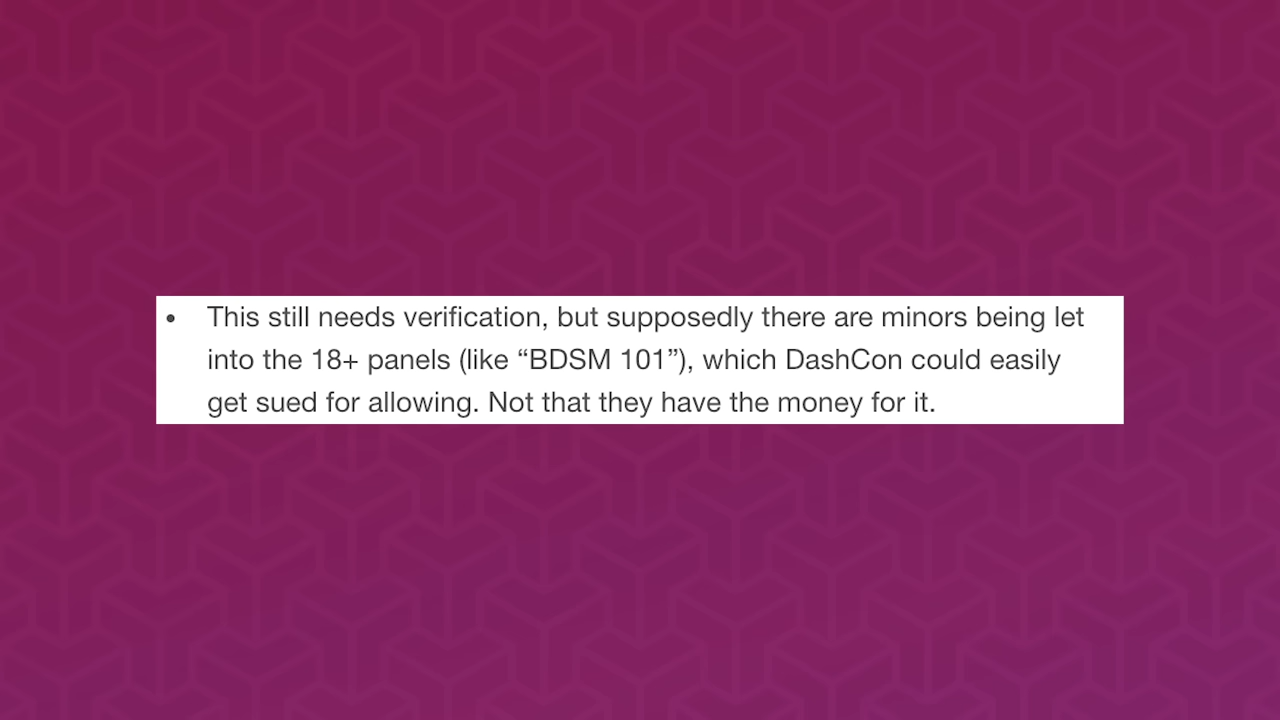 • This still needs verification, but supposedly there are minors being let
into the 18+ panels (like “BDSM 101”), which DashCon could easily
get sued for allowing. Not that they have the money for it.